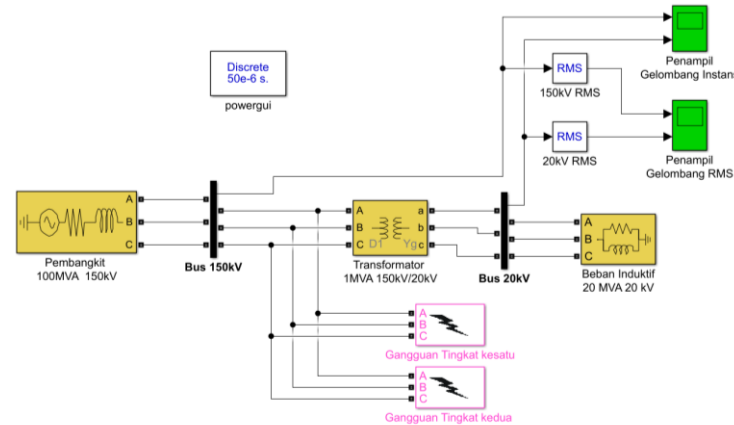 Discrete
50e-6 s.
powergui
RMS
150kV RMS
RMS
20kV RMS
Penampil
Gelombang Instan
Penampil
Gelombang RMS
A
B
C
Pembangkit
100MVA 150kV
Bus 150kV
A
B
C
D1
Yg
a
b
c
Transformator
1MVA 150kV/20kV
Bus 20kV
A
B
C
Beban Induktif
20 MVA 20 kV
A
B
C
Gangguan Tingkat kesatu
A
B
C
Gangguan Tingkat kedua